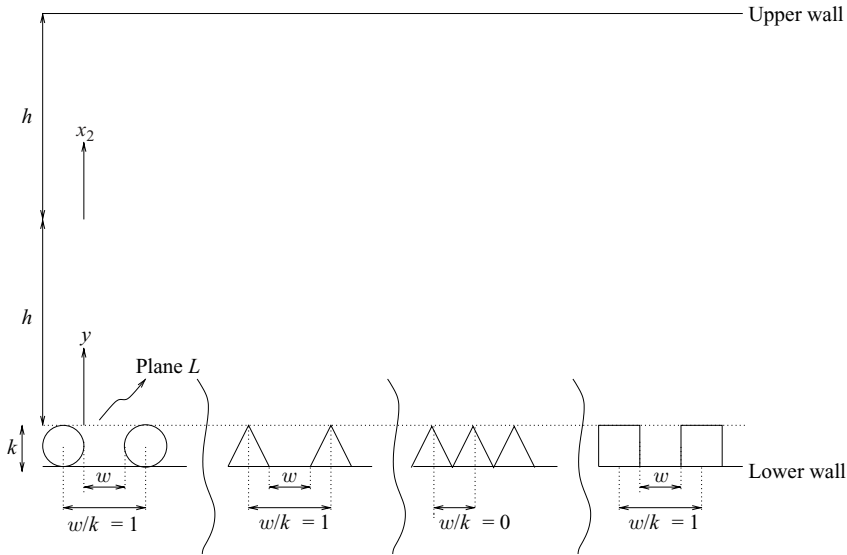 Upper wall
h
x₂
h
y
Plane L
k
Lower wall
w
w
w
w/k = 1
w/k = 1
w/k = 0
w/k = 1